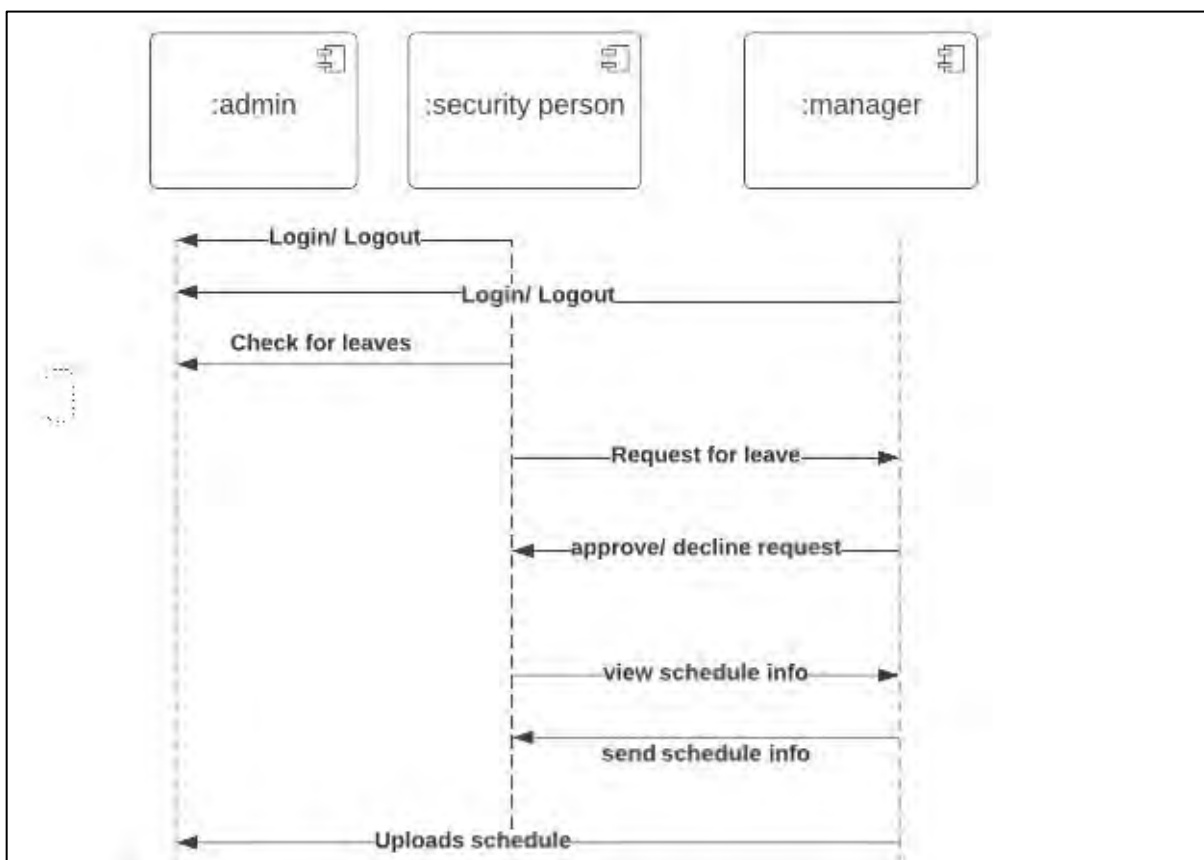 :admin
:security person
:manager
Login/ Logout
Login/ Logout
Check for leaves
Request for leave
approve/ decline request
view schedule info
send schedule info
Uploads schedule